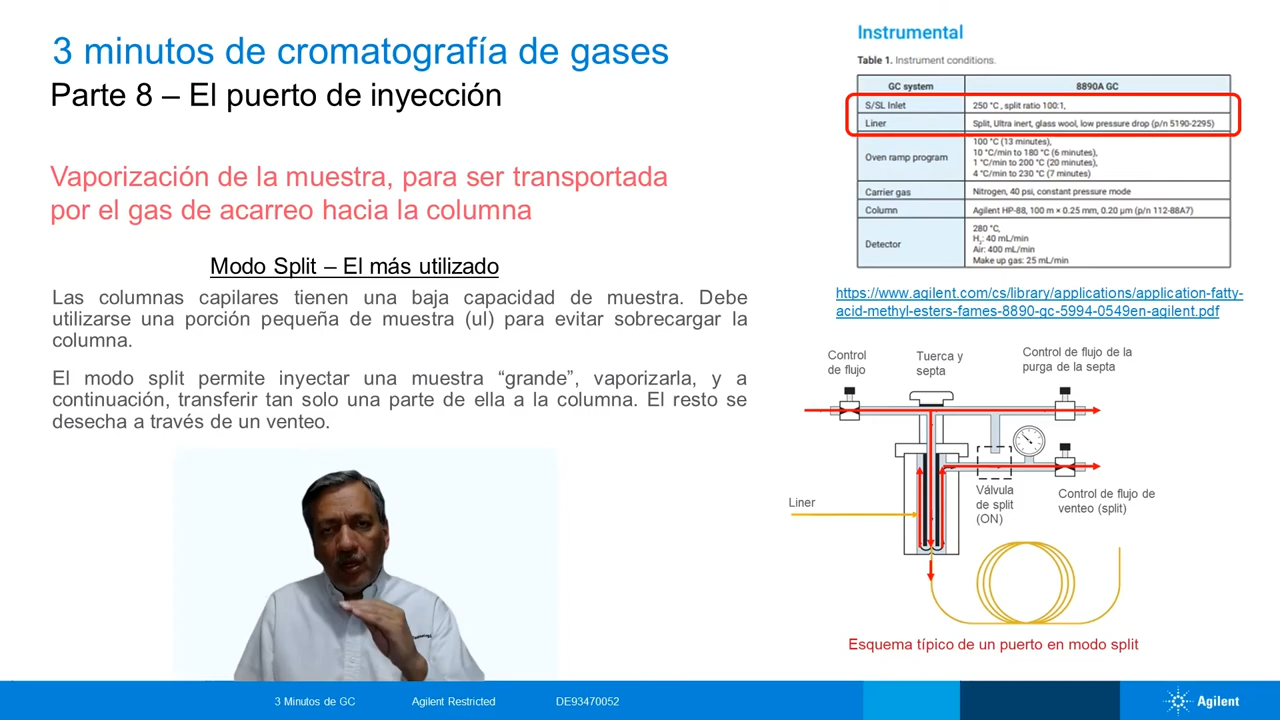 3 minutos de cromatografía de gases
Parte 8 – El puerto de inyección
Vaporización de la muestra, para ser transportada
por el gas de acarreo hacia la columna
Modo Split – El más utilizado
Las columnas capilares tienen una baja capacidad de muestra. Debe
utilizarse una porción pequeña de muestra (ul) para evitar sobrecargar la
columna.
El modo split permite inyectar una muestra “grande”, vaporizarla, y a
continuación, transferir tan solo una parte de ella a la columna. El resto se
desecha a través de un venteo.
Instrumental
Table 1. Instrument conditions.
GC system 8890A GC
S/SL Inlet 250 °C , split ratio 100:1,
Liner Split, Ultra inert, glass wool, low pressure drop (p/n 5190-2295)
Oven ramp program
100 °C (13 minutes),
10 °C/min to 180 °C (6 minutes),
1 °C/min to 200 °C (20 minutes),
4 °C/min to 230 °C (7 minutes)
Carrier gas Nitrogen, 40 psi, constant pressure mode
Column Agilent HP-88, 100 m × 0.25 mm, 0.20 µm (p/n 112-88A7)
Detector
280 °C,
H₂: 40 mL/min
Air: 400 mL/min
Make up gas: 25 mL/min
https://www.agilent.com/cs/library/applications/application-fatty-
acid-methyl-esters-fames-8890-gc-5994-0549en-agilent.pdf
Control
de flujo
Tuerca y
septa
Control de flujo de la
purga de la septa
Liner
Válvula
de split
(ON)
Control de flujo de
venteo (split)
Esquema típico de un puerto en modo split
3 Minutos de GC
Agilent Restricted
DE93470052
Agilent